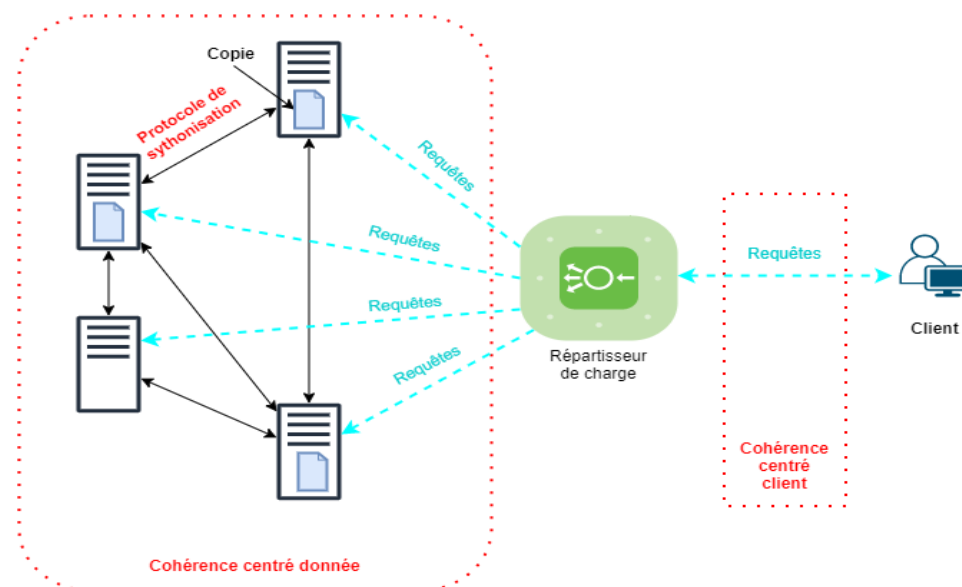 Copie
Protocole de
sythonisation
Requêtes
Requêtes
Requêtes
Requêtes
Répartisseur
de charge
Requêtes
Client
Cohérence
centré
client
Cohérence centré donnée